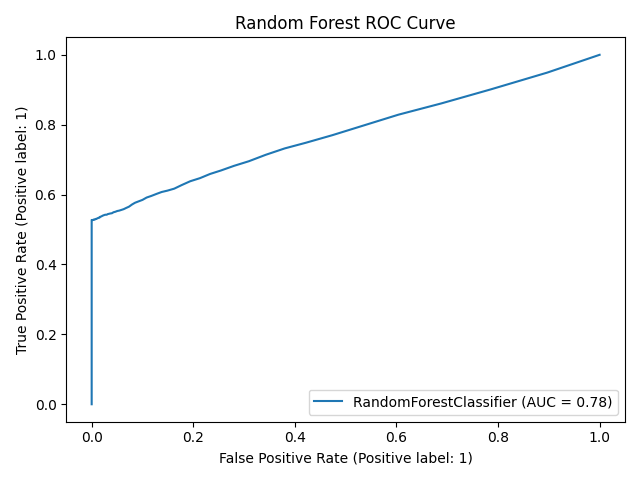 Random Forest ROC Curve
True Positive Rate (Positive label: 1)
1.0
0.8
0.6
0.4
0.2
0.0
RandomForestClassifier (AUC = 0.78)
0.0 0.2 0.4 0.6 0.8 1.0
False Positive Rate (Positive label: 1)